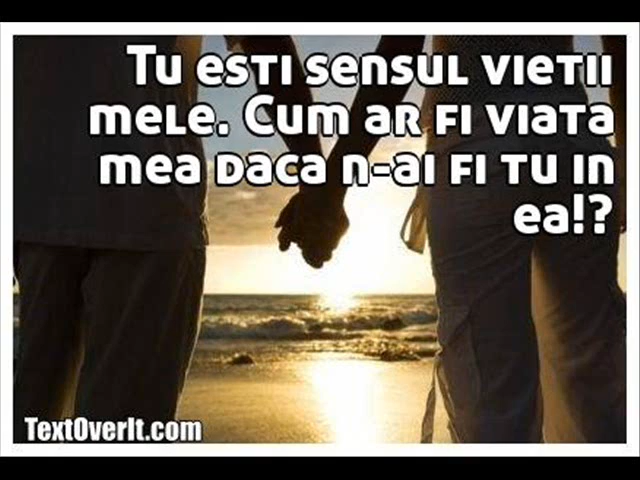 Tu esti sensul vietii
mele. Cum ar fi viata
mea daca n-ai fi tu in
ea!?
TextOverIt.com